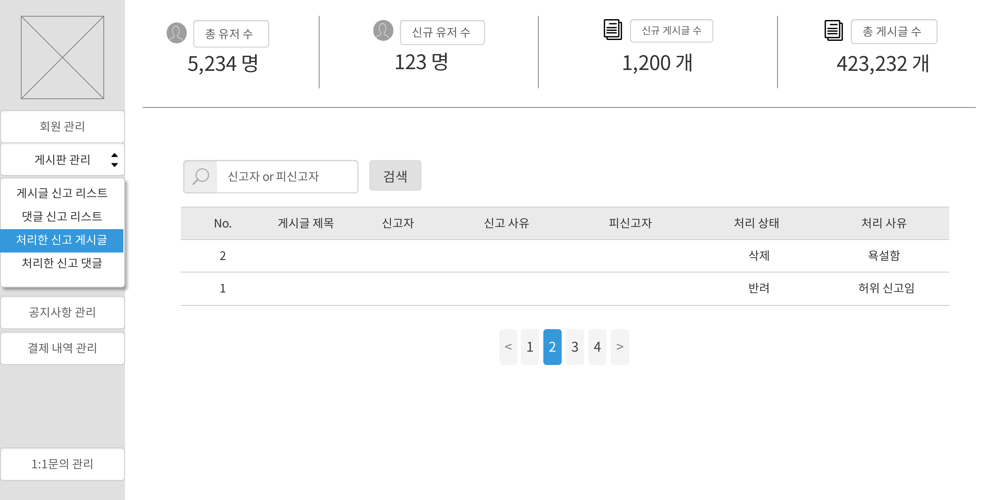 총 유저 수
5,234 명
신규 유저 수
123 명
신규 게시글 수
1,200 개
총 게시글 수
423,232 개
회원 관리
게시판 관리
게시글 신고 리스트
댓글 신고 리스트
처리한 신고 게시글
처리한 신고 댓글
공지사항 관리
결제 내역 관리
1:1문의 관리
신고자 or 피신고자
검색
No. 게시글 제목 신고자 신고 사유 피신고자 처리 상태 처리 사유
2 삭제 욕설함
1 반려 허위 신고임
< 1 2 3 4 >